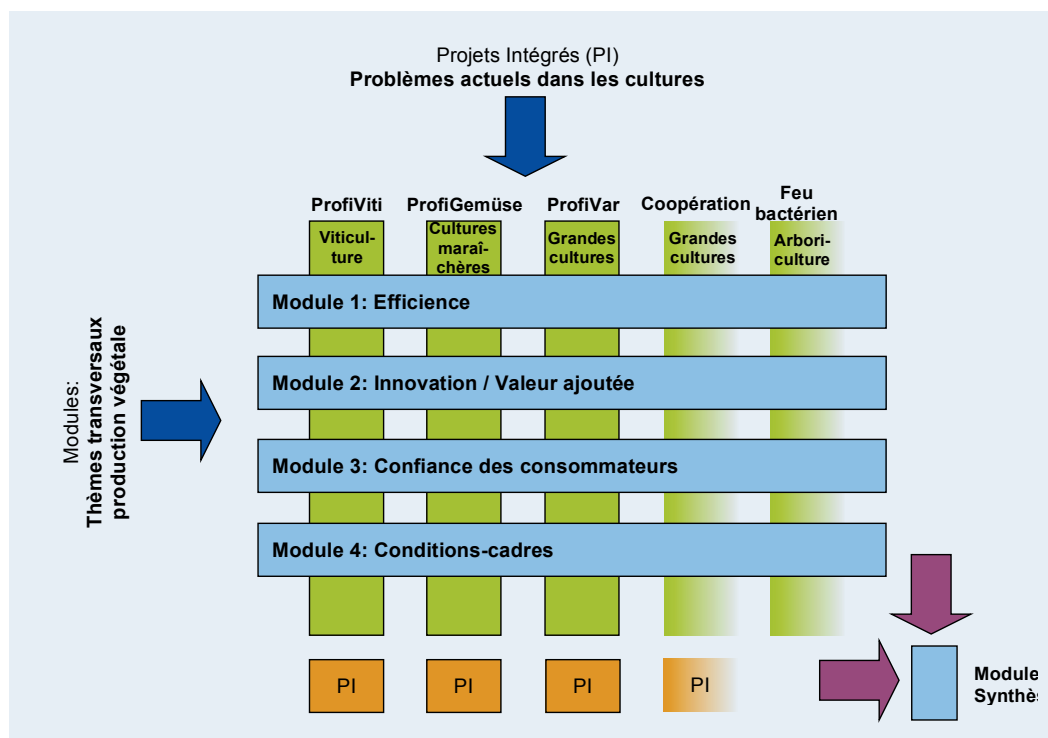 Projets Intégrés (PI)
Problèmes actuels dans les cultures
ProfiViti
ProfiGemüse
ProfiVar
Coopération
Feu
bactérien
Viticul-
ture
Cultures
maraî-
chères
Grandes
cultures
Grandes
cultures
Arbori-
culture
Modules:
Thèmes transversaux
production végétale
Module 1: Efficience
Module 2: Innovation / Valeur ajoutée
Module 3: Confiance des consommateurs
Module 4: Conditions-cadres
PI
PI
PI
PI
Module
Synthès